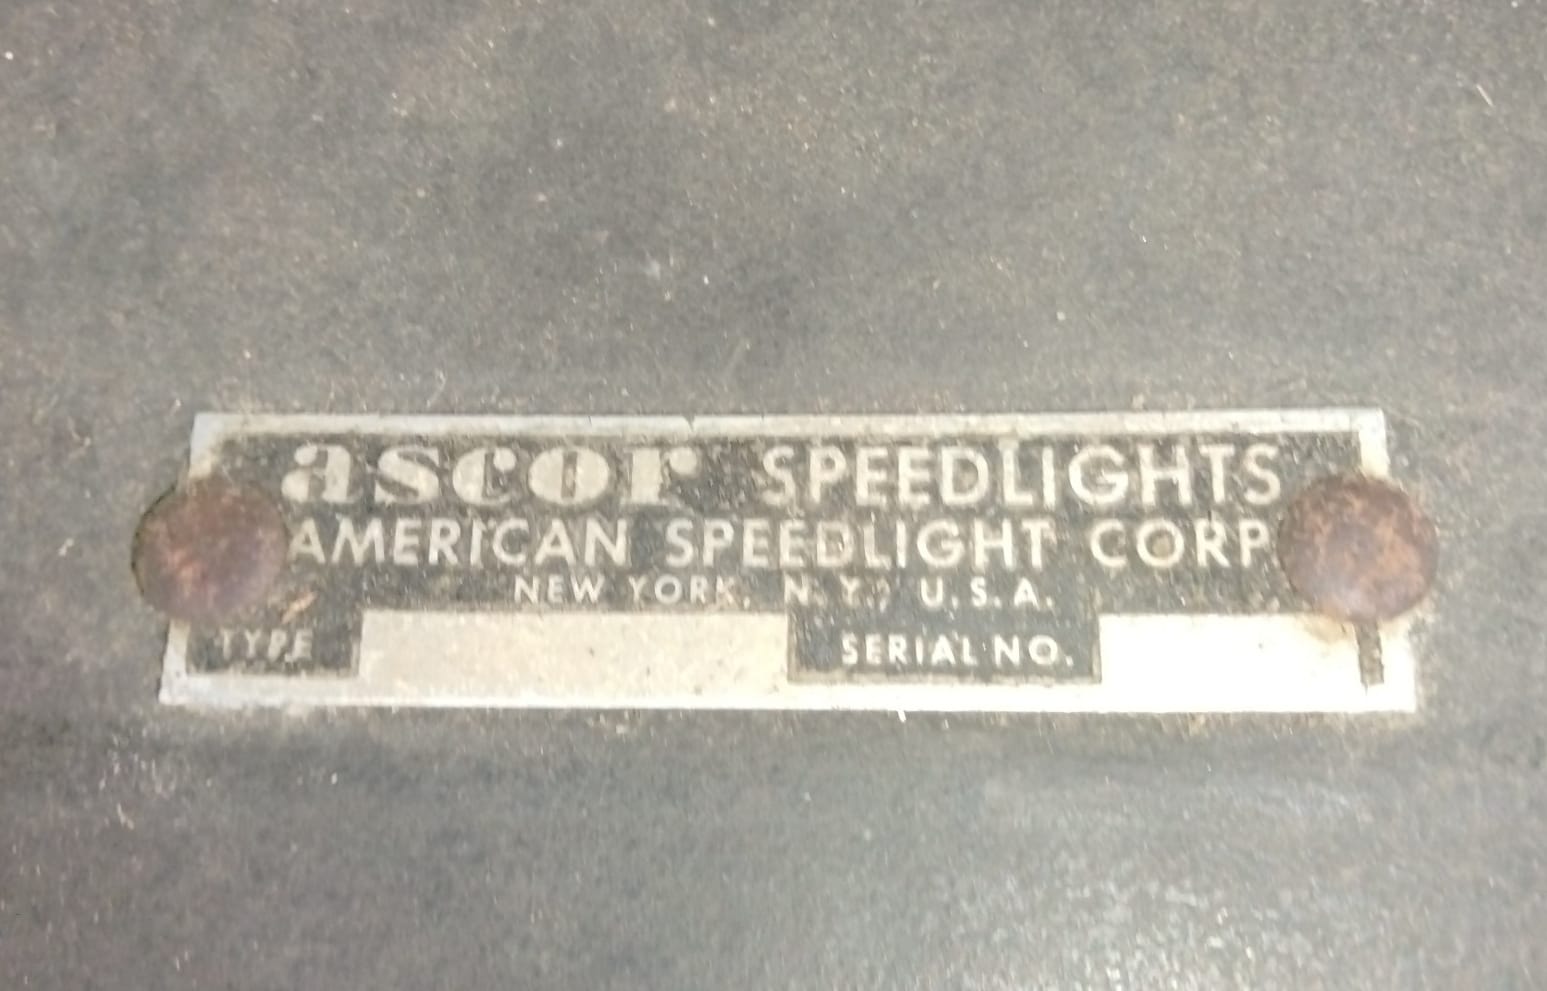 ascor SPEEDLIGHTS
AMERICAN SPEEDLIGHT CORP
NEW YORK, N.Y., U.S.A.
TYPE SERIAL NO.